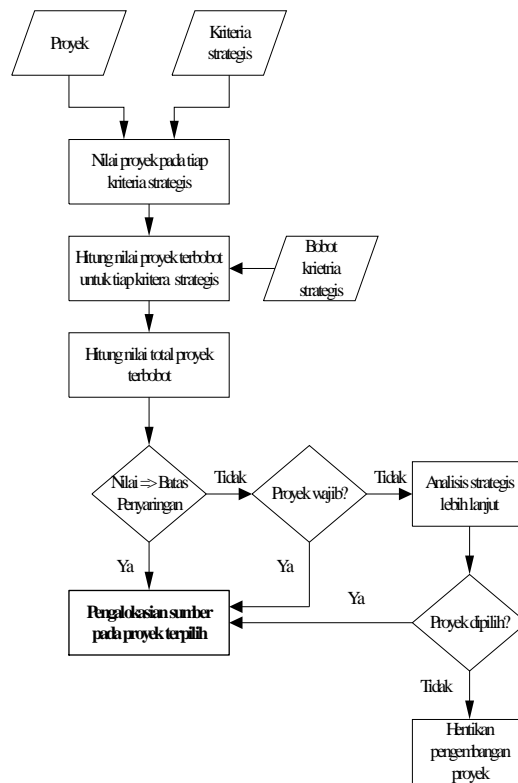 Proyek
Kriteria
strategis
Nilai proyek pada tiap
kriteria strategis
Hitung nilai proyek terbobot
untuk tiap kritera strategis
Bobot
krietria
strategis
Hitung nilai total proyek
terbobot
Nilai => Batas
Penyaringan
Tidak
Proyek wajib?
Tidak
Analisis strategis
lebih lanjut
Ya
Ya
Pengalokasian sumber
pada proyek terpilih
Ya
Proyek dipilih?
Tidak
Hentikan
pengembangan
proyek